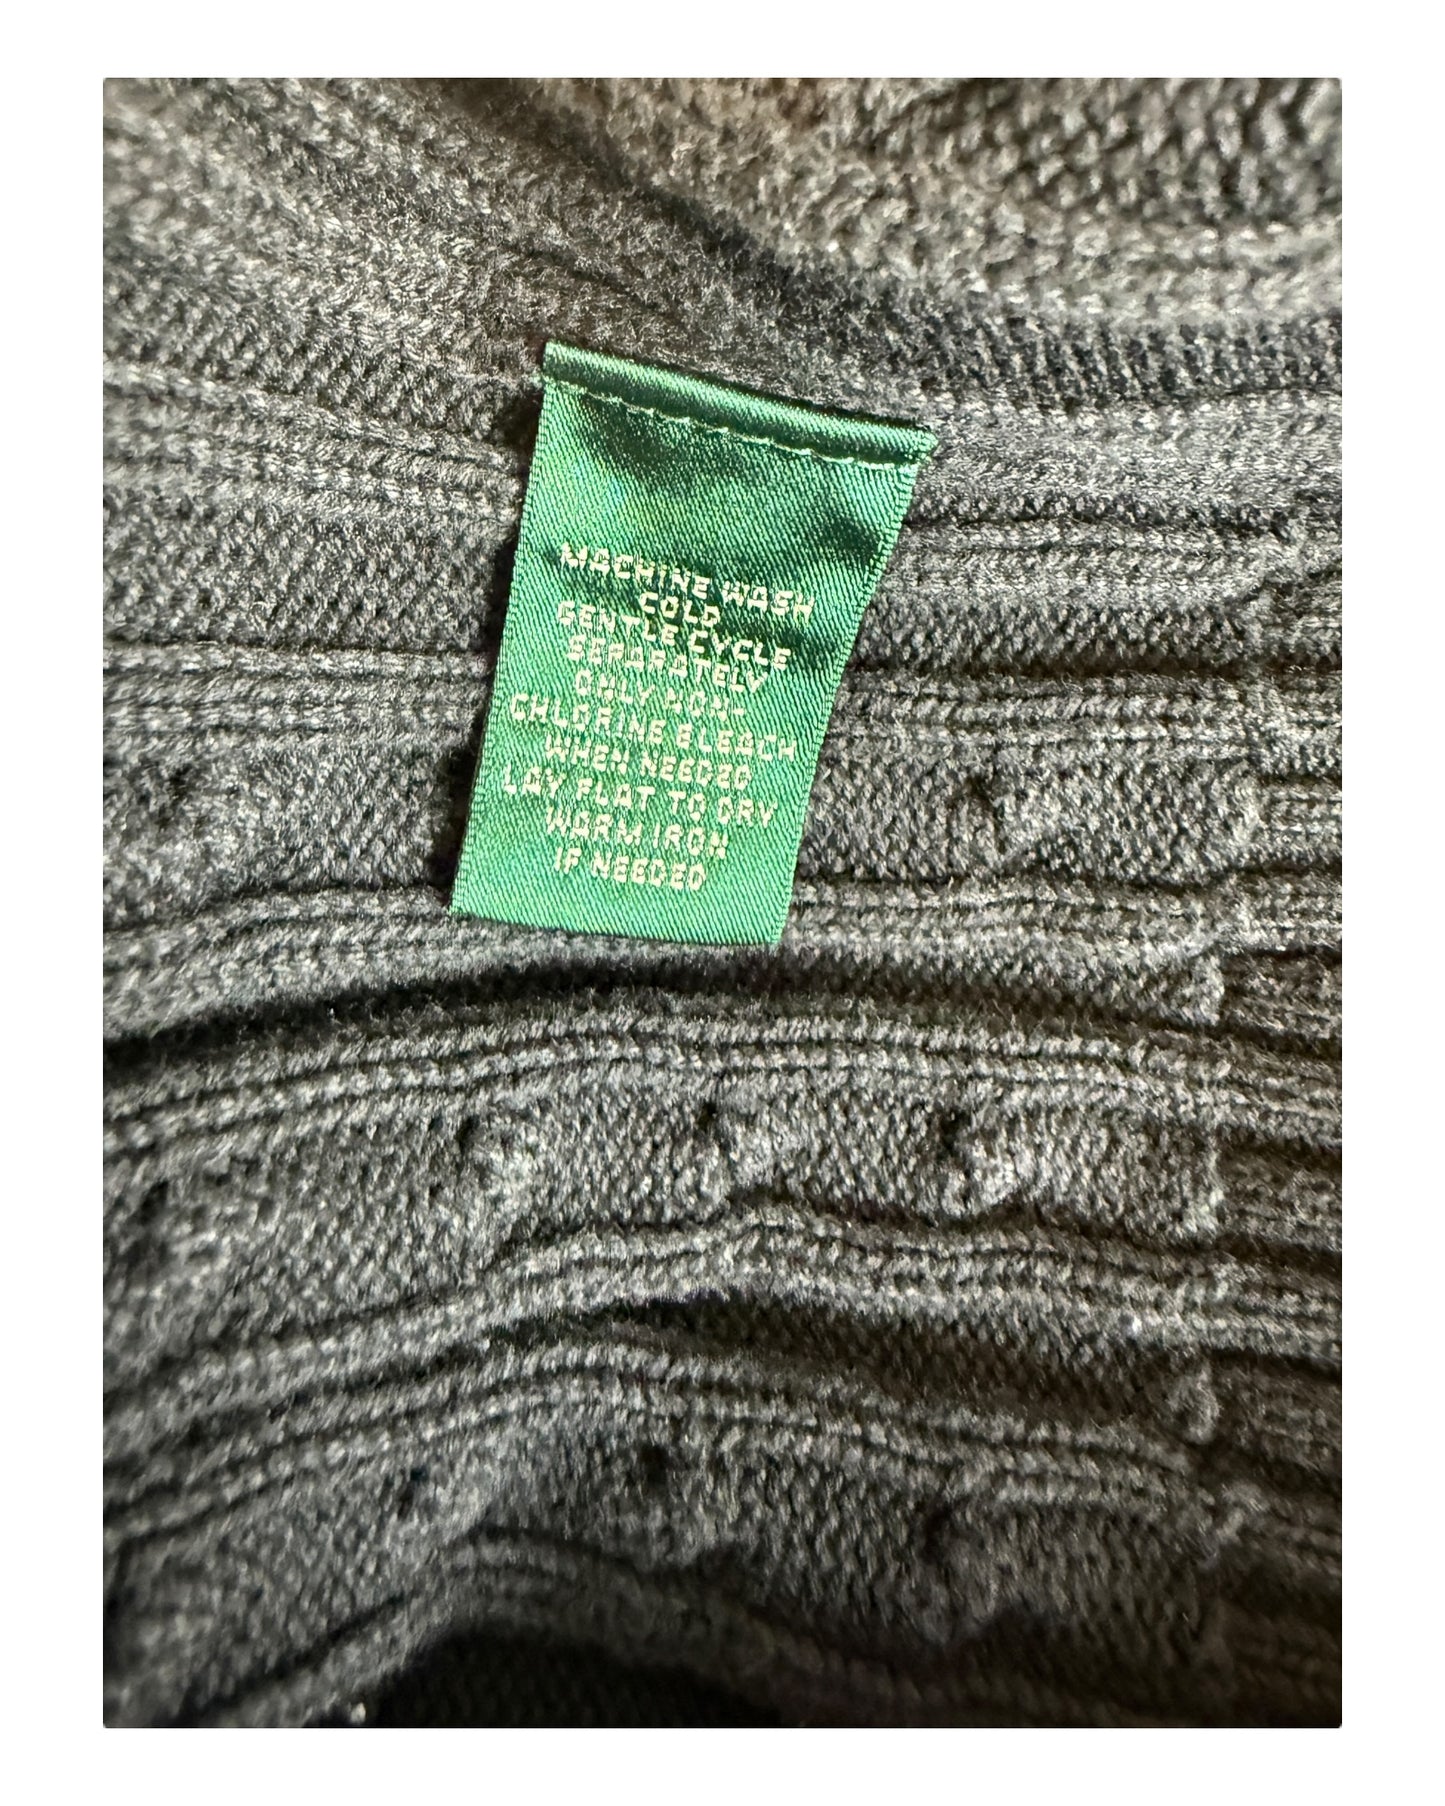 MACHINE WASH
COLD
GENTLE CYCLE
SEPARATELY
ONLY NON-
CHLORINE BLEACH
WHEN NEEDED
LAY FLAT TO DRY
WARM IRON
IF NEEDED